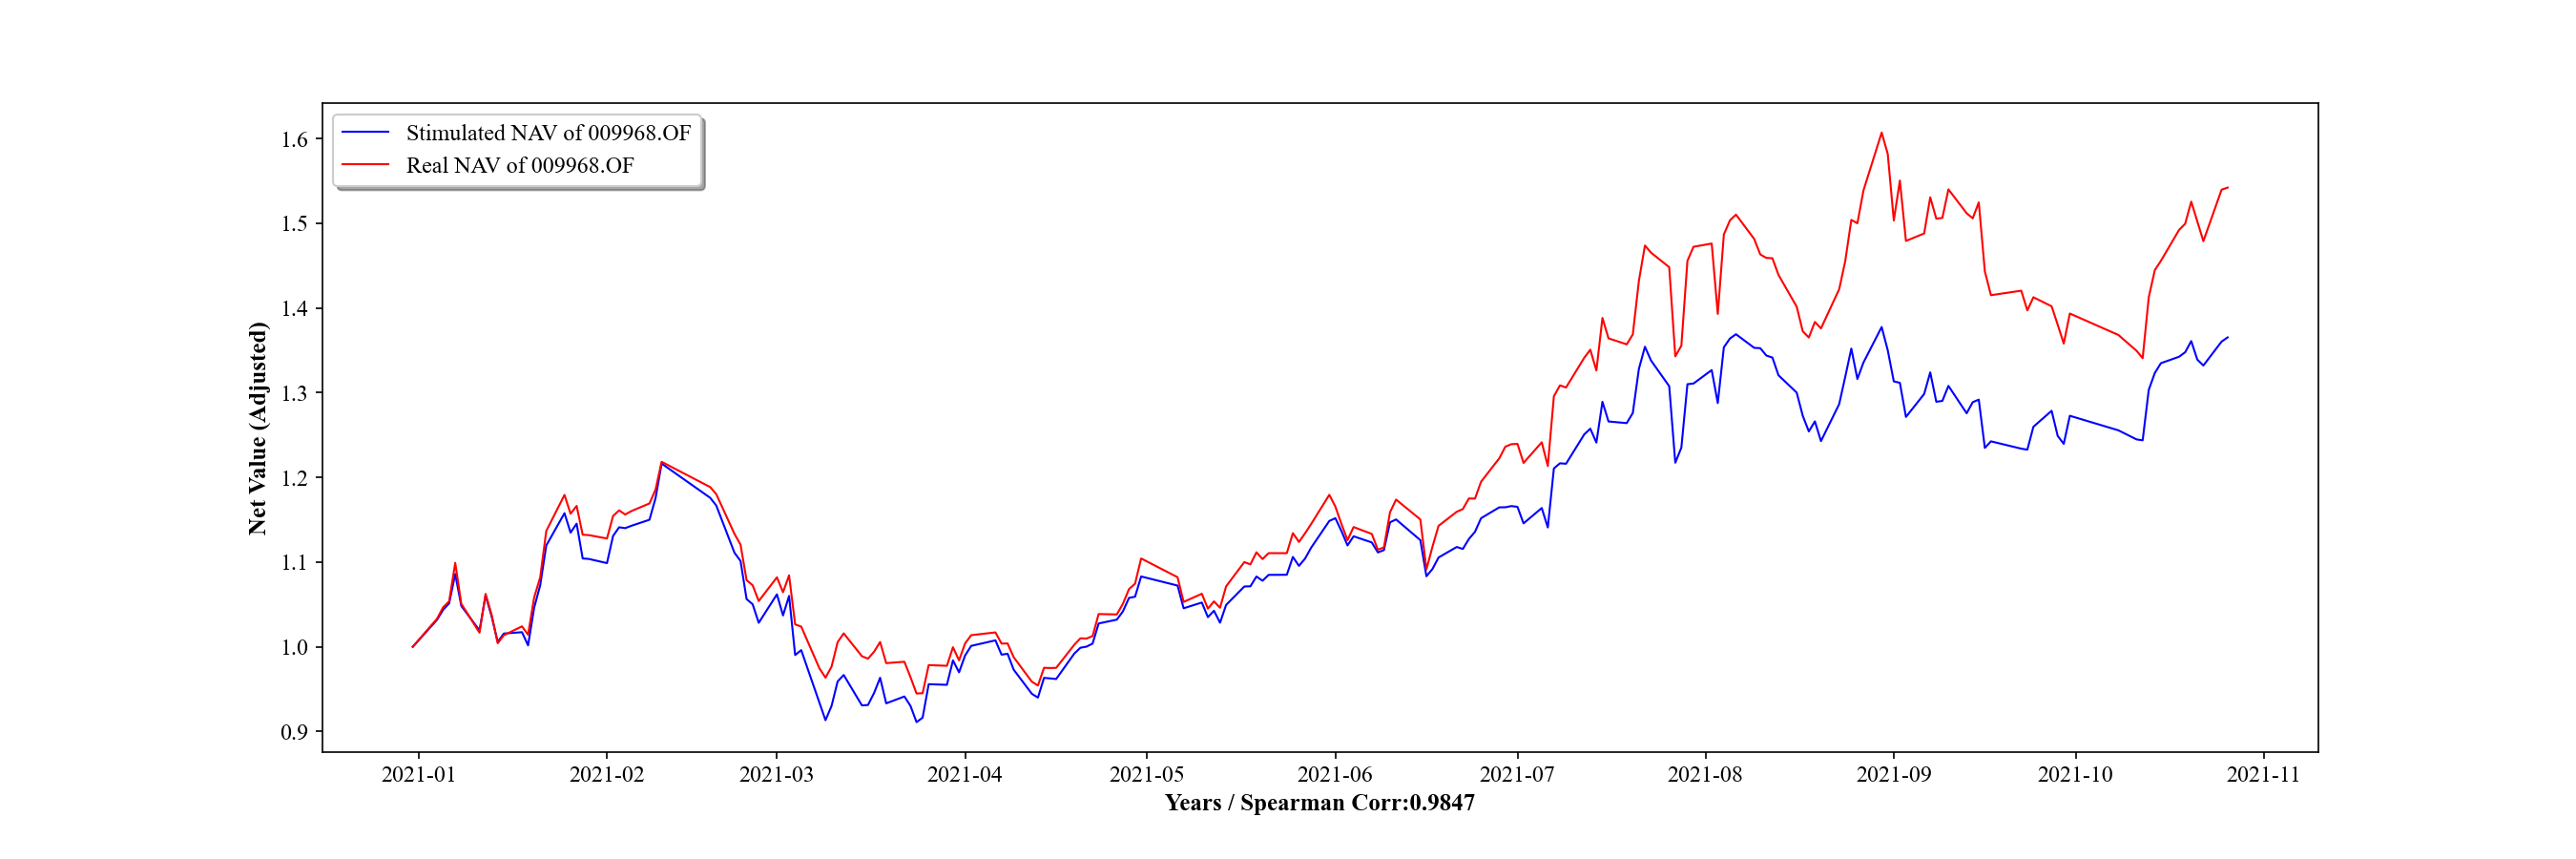 Stimulated NAV of 009968.OF
Real NAV of 009968.OF
1.6
1.5
1.4
1.3
1.2
1.1
1.0
0.9
Net Value (Adjusted)
2021-01 2021-02 2021-03 2021-04 2021-05 2021-06 2021-07 2021-08 2021-09 2021-10 2021-11
Years / Spearman Corr:0.9847